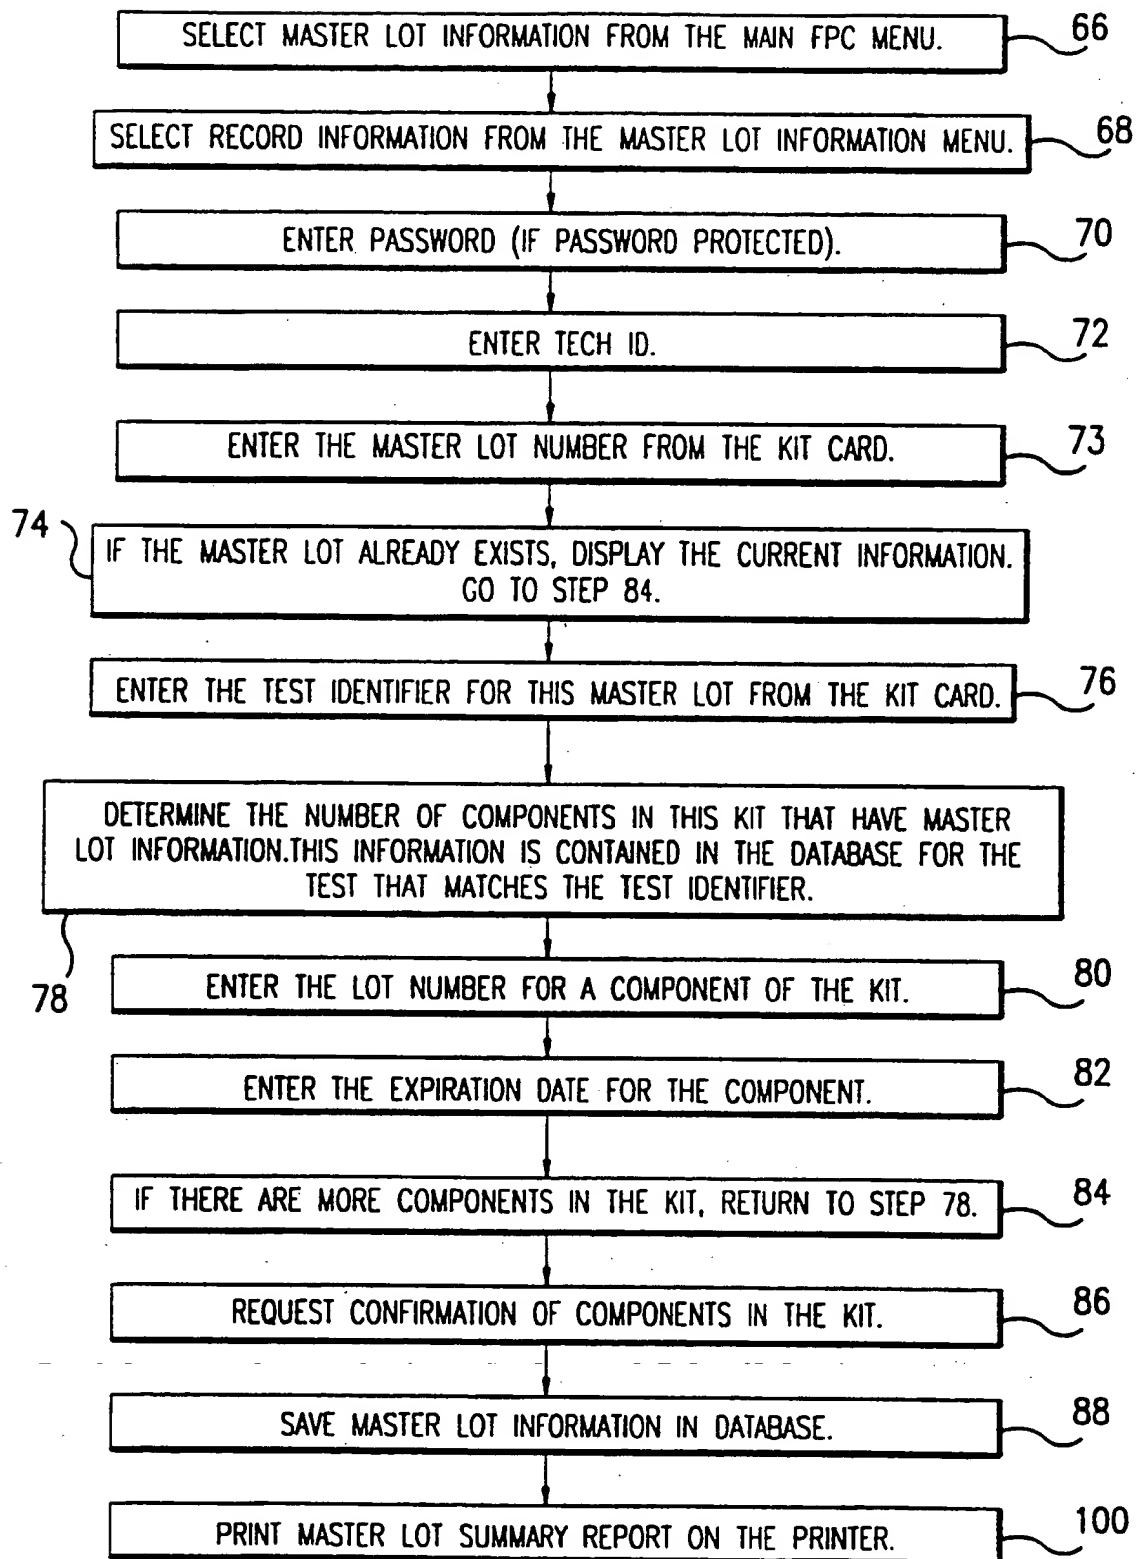 SELECT MASTER LOT INFORMATION FROM THE MAIN FPC MENU.
66
SELECT RECORD INFORMATION FROM THE MASTER LOT INFORMATION MENU.
68
ENTER PASSWORD (IF PASSWORD PROTECTED).
70
ENTER TECH ID.
72
ENTER THE MASTER LOT NUMBER FROM THE KIT CARD.
73
74
IF THE MASTER LOT ALREADY EXISTS, DISPLAY THE CURRENT INFORMATION.
GO TO STEP 84.
ENTER THE TEST IDENTIFIER FOR THIS MASTER LOT FROM THE KIT CARD.
76
DETERMINE THE NUMBER OF COMPONENTS IN THIS KIT THAT HAVE MASTER
LOT INFORMATION.THIS INFORMATION IS CONTAINED IN THE DATABASE FOR THE
TEST THAT MATCHES THE TEST IDENTIFIER.
78
ENTER THE LOT NUMBER FOR A COMPONENT OF THE KIT.
80
ENTER THE EXPIRATION DATE FOR THE COMPONENT.
82
IF THERE ARE MORE COMPONENTS IN THE KIT, RETURN TO STEP 78.
84
REQUEST CONFIRMATION OF COMPONENTS IN THE KIT.
86
SAVE MASTER LOT INFORMATION IN DATABASE.
88
PRINT MASTER LOT SUMMARY REPORT ON THE PRINTER.
100